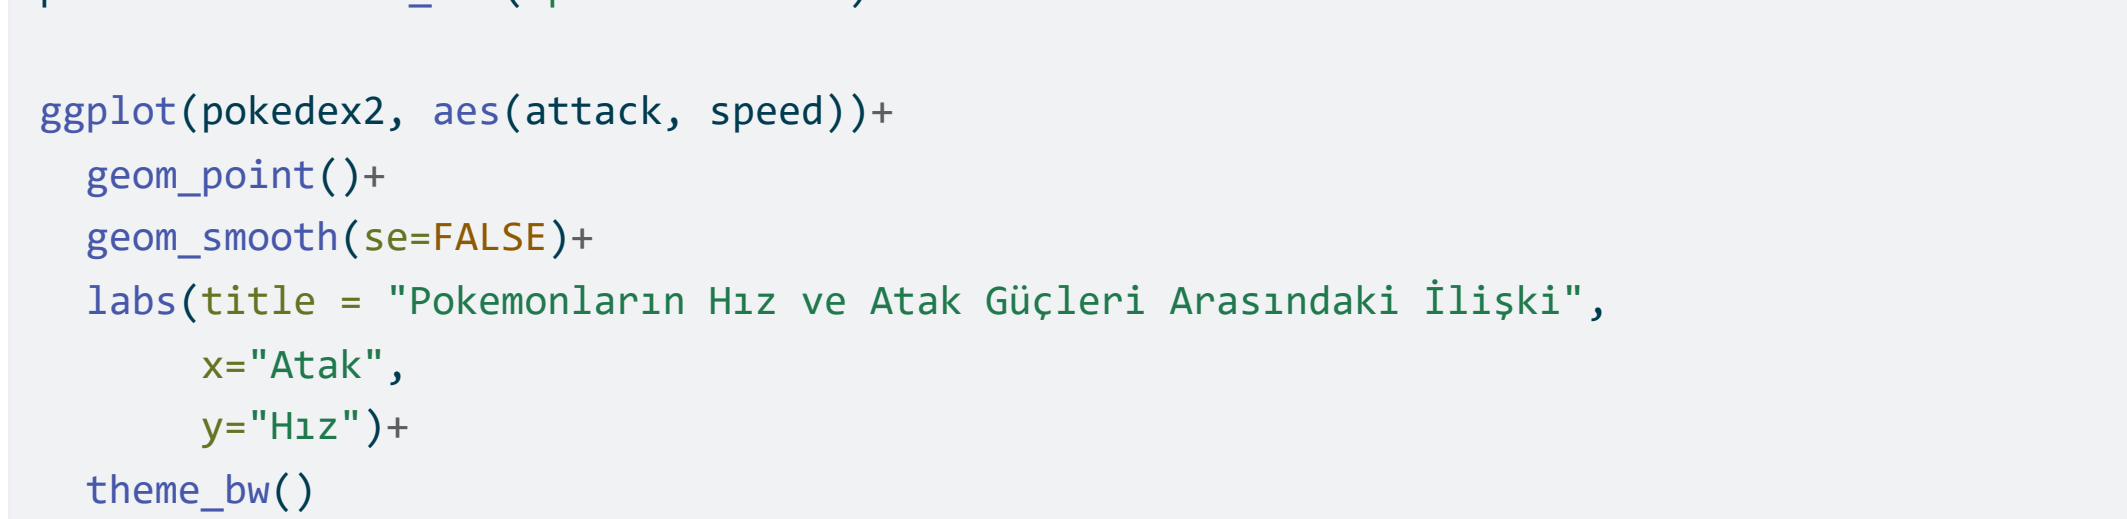 ggplot(pokedex2, aes(attack, speed))+
  geom_point()+
  geom_smooth(se=FALSE)+
  labs(title = "Pokemonların Hız ve Atak Güçleri Arasındaki İlişki",
       x="Atak",
       y="Hız")+
  theme_bw()